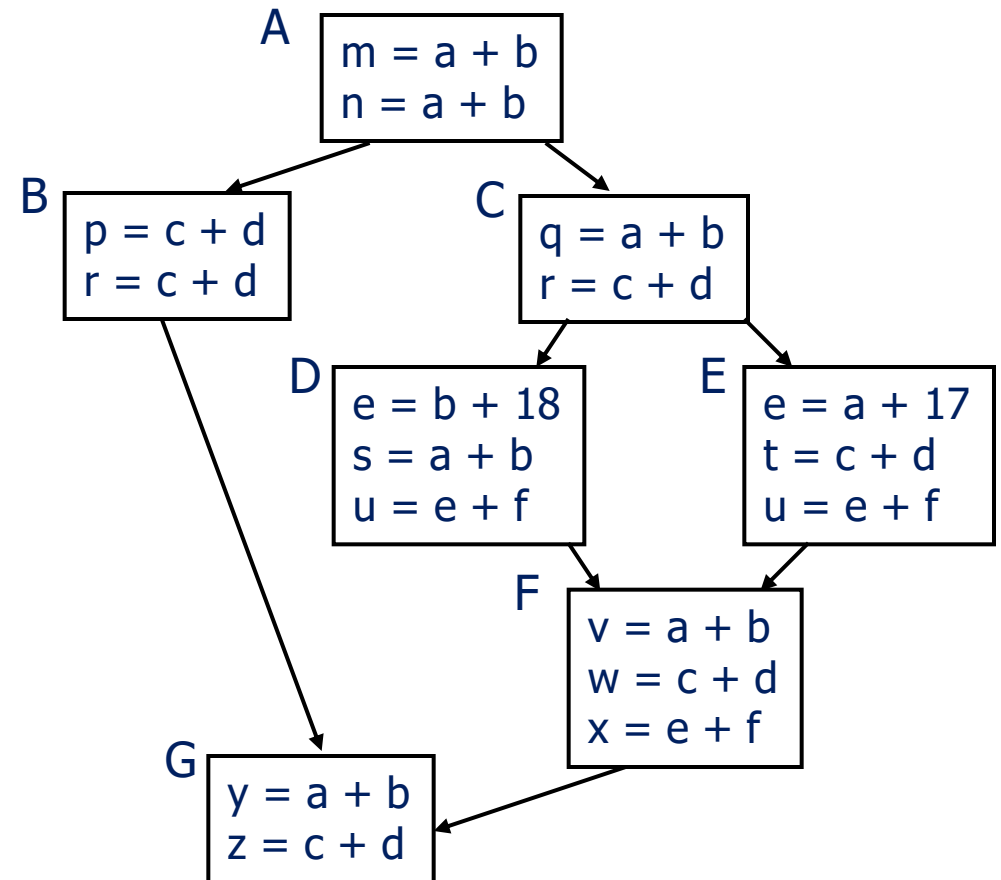 A
m = a + b
n = a + b
B
p = c + d
r = c + d
C
q = a + b
r = c + d
D
e = b + 18
s = a + b
u = e + f
E
e = a + 17
t = c + d
u = e + f
F
v = a + b
w = c + d
x = e + f
G
y = a + b
z = c + d